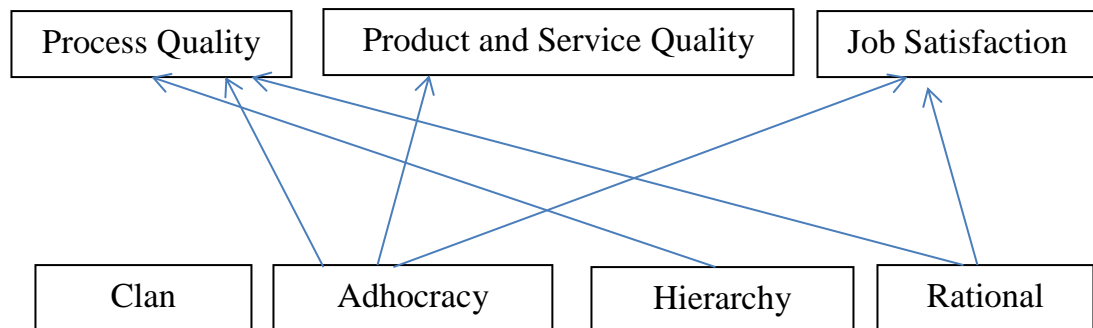 Process Quality
Product and Service Quality
Job Satisfaction
Clan
Adhocracy
Hierarchy
Rational